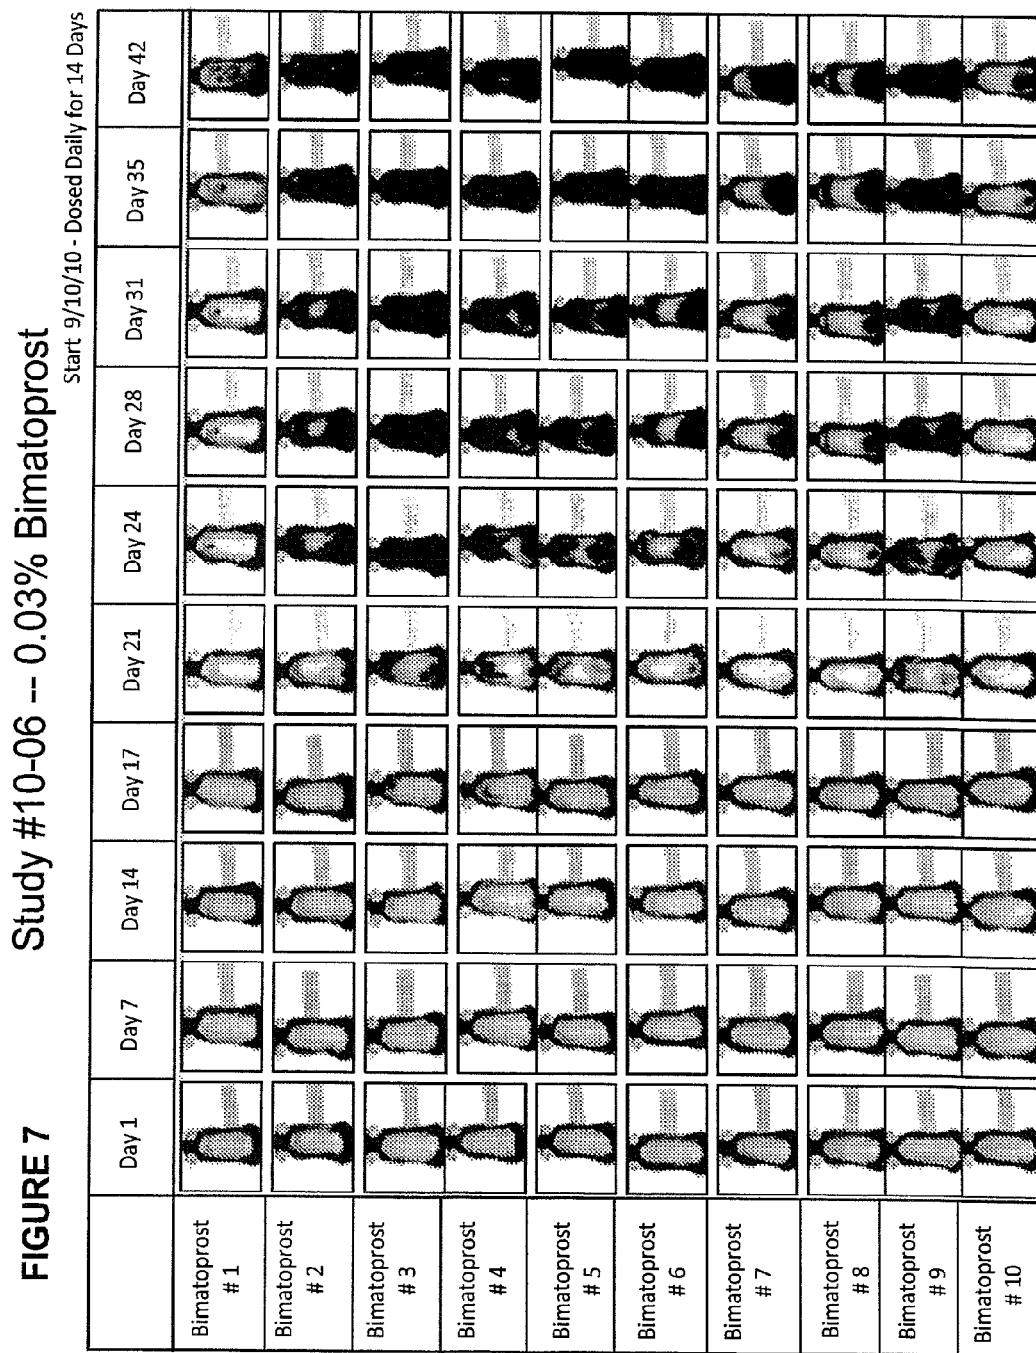 FIGURE 7
Study #10-06 -- 0.03% Bimatoprost
Start 9/10/10 - Dosed Daily for 14 Days
Day 1
Day 7
Day 14
Day 17
Day 21
Day 24
Day 28
Day 31
Day 35
Day 42
Bimatoprost
# 1
Bimatoprost
# 2
Bimatoprost
# 3
Bimatoprost
# 4
Bimatoprost
# 5
Bimatoprost
# 6
Bimatoprost
# 7
Bimatoprost
# 8
Bimatoprost
# 9
Bimatoprost
# 10